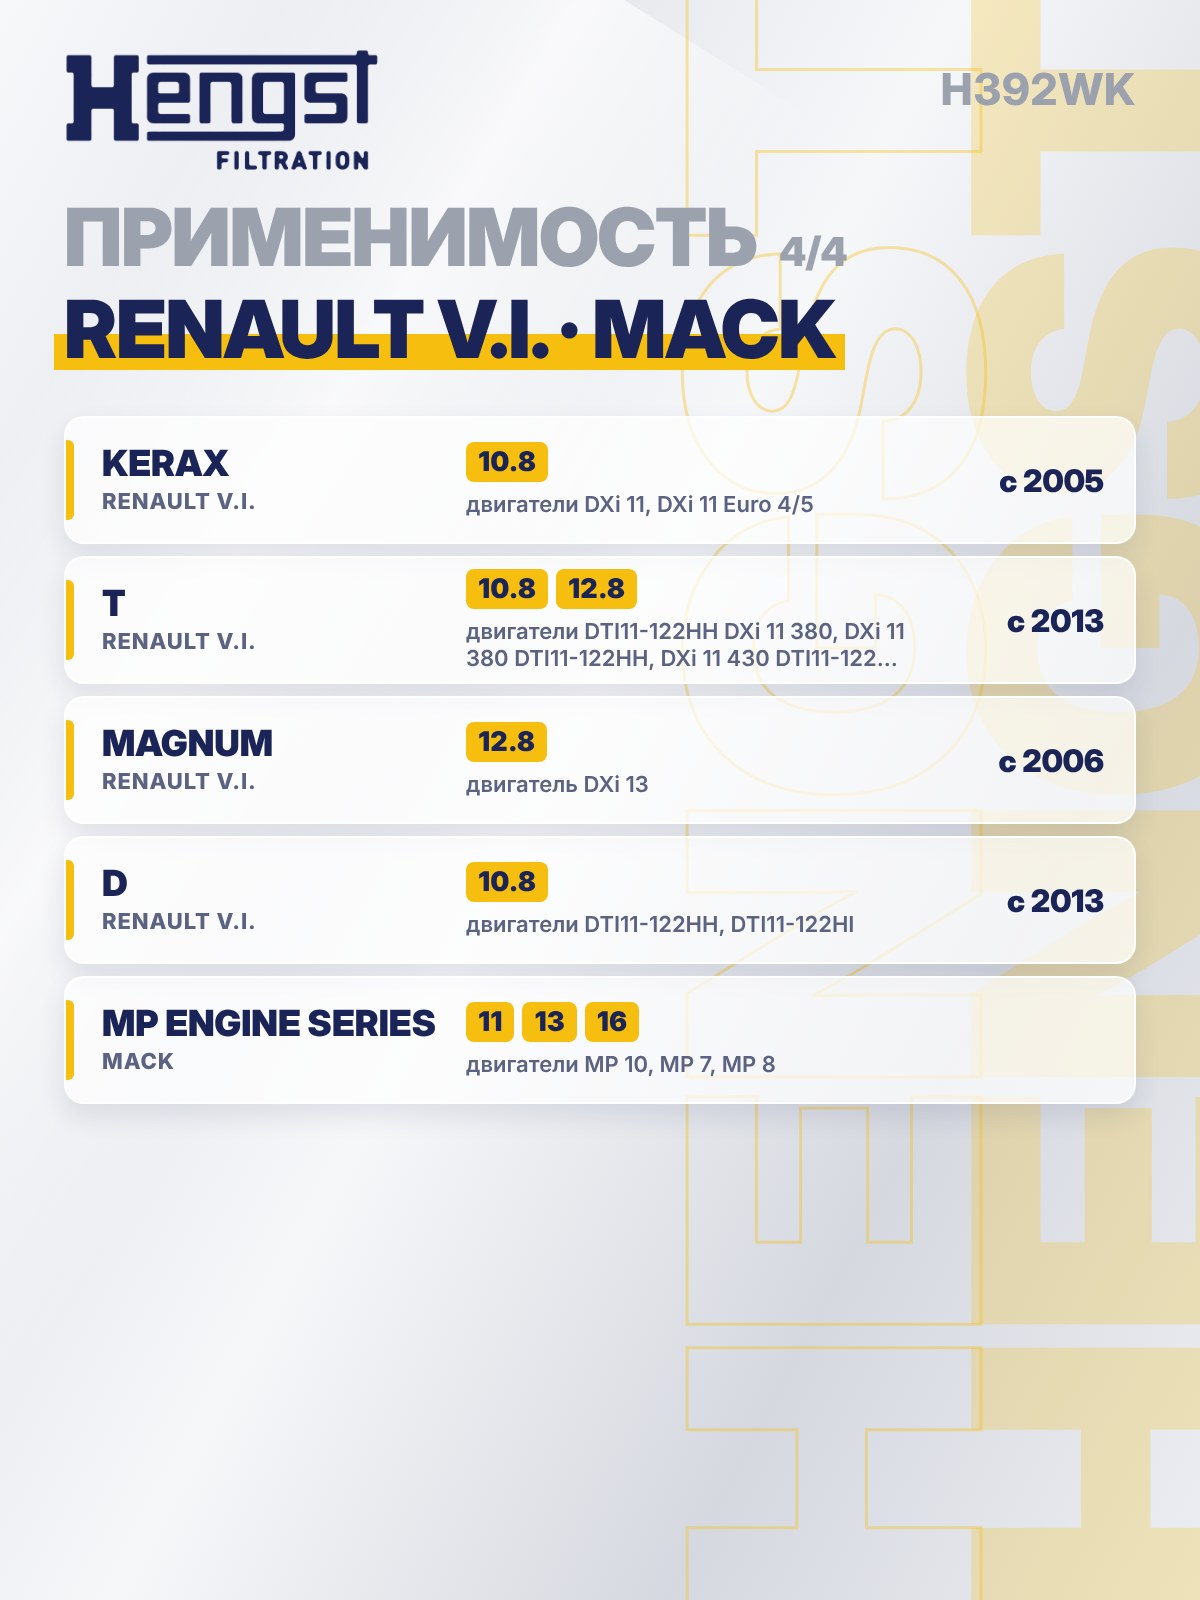 Hengst
FILTRATION
H392WK
ПРИМЕНИМОСТЬ 4/4
RENAULT V.I. · MACK
KERAX
RENAULT V.I.
10.8
двигатели DXi 11, DXi 11 Euro 4/5
с 2005
T
RENAULT V.I.
10.8 12.8
двигатели DTI11-122HH DXi 11 380, DXi 11
380 DTI11-122HH, DXi 11 430 DTI11-122...
с 2013
MAGNUM
RENAULT V.I.
12.8
двигатель DXi 13
с 2006
D
RENAULT V.I.
10.8
двигатели DTI11-122HH, DTI11-122HI
с 2013
MP ENGINE SERIES
MACK
11 13 16
двигатели MP 10, MP 7, MP 8
HENGST
HENGST